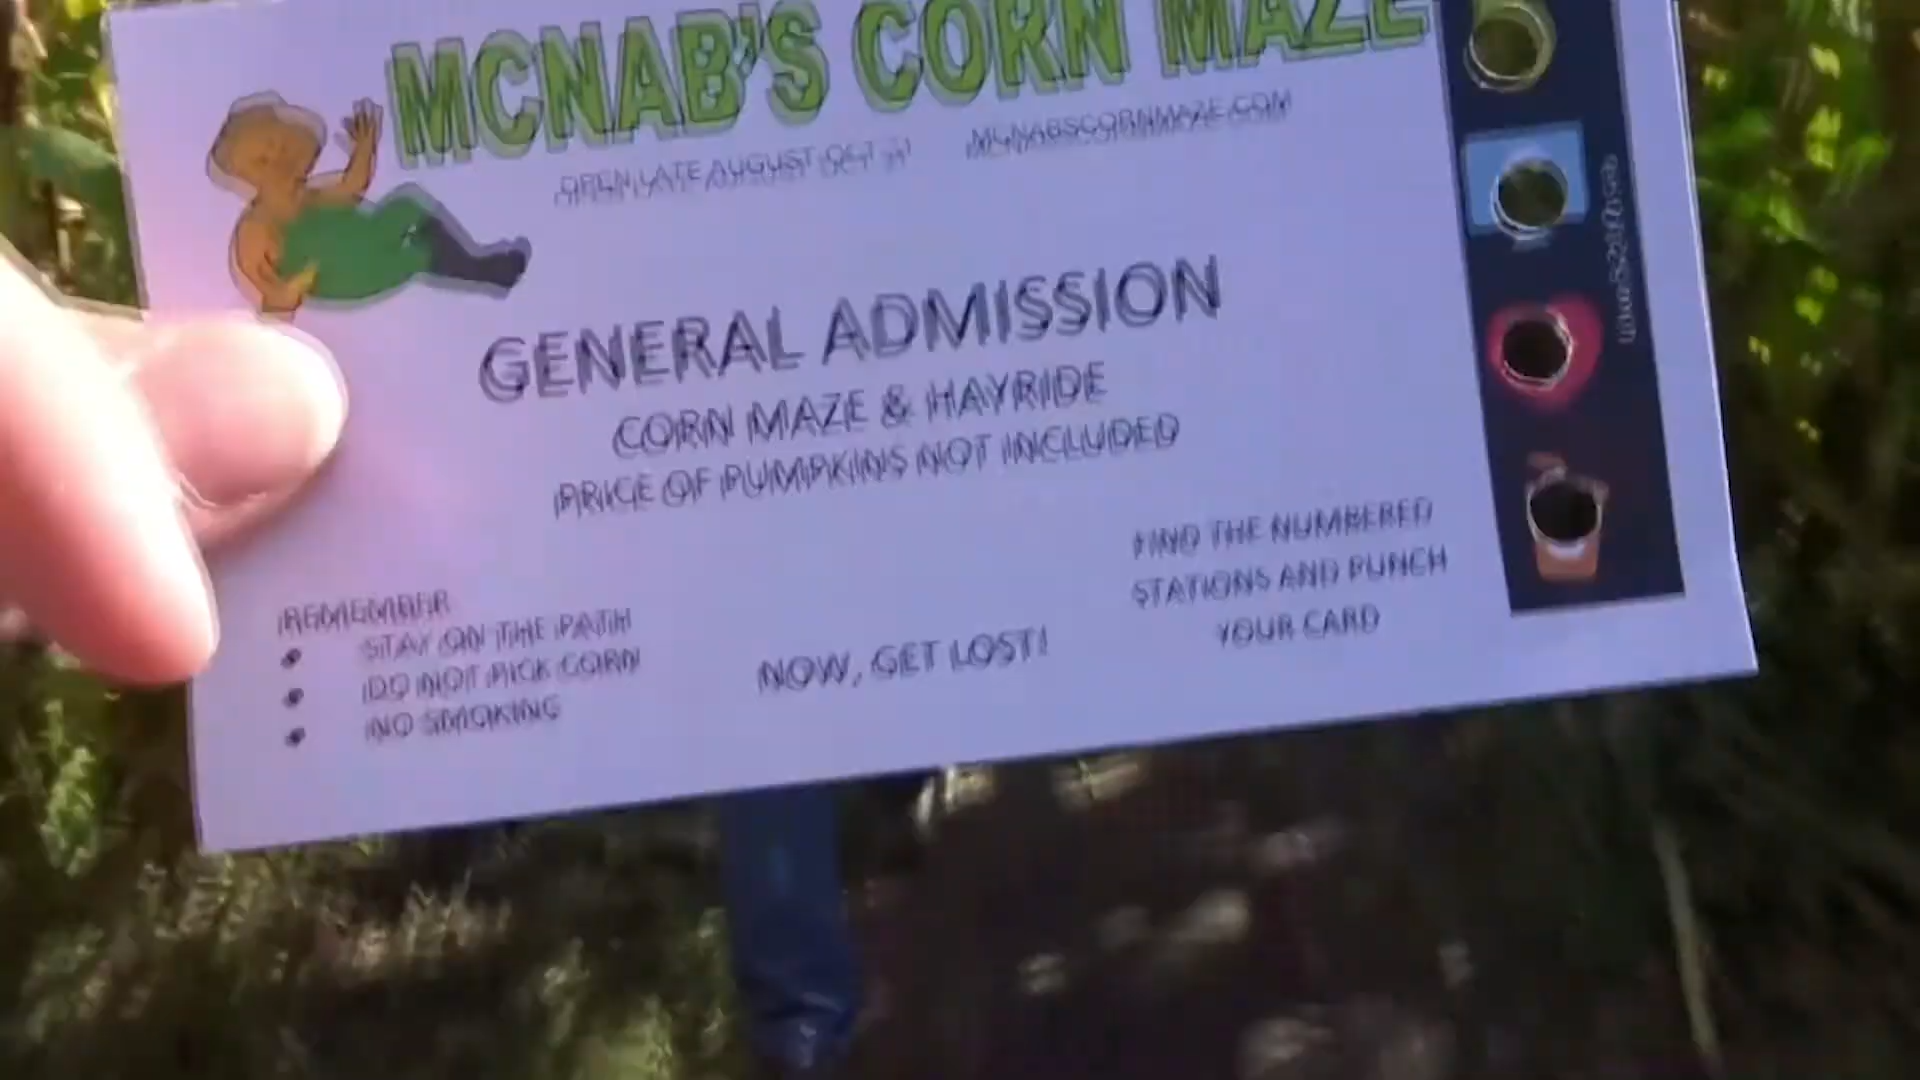 MCNAB'S CORN MAZE
OPEN LATE AUGUST-OCT 31
MCNABSCORNMAZE.COM
GENERAL ADMISSION
CORN MAZE & HAYRIDE
PRICE OF PUMPKINS NOT INCLUDED
REMEMBER
STAY ON THE PATH
DO NOT PICK CORN
NO SMOKING
NOW, GET LOST!
FIND THE NUMBERED
STATIONS AND PUNCH
YOUR CARD